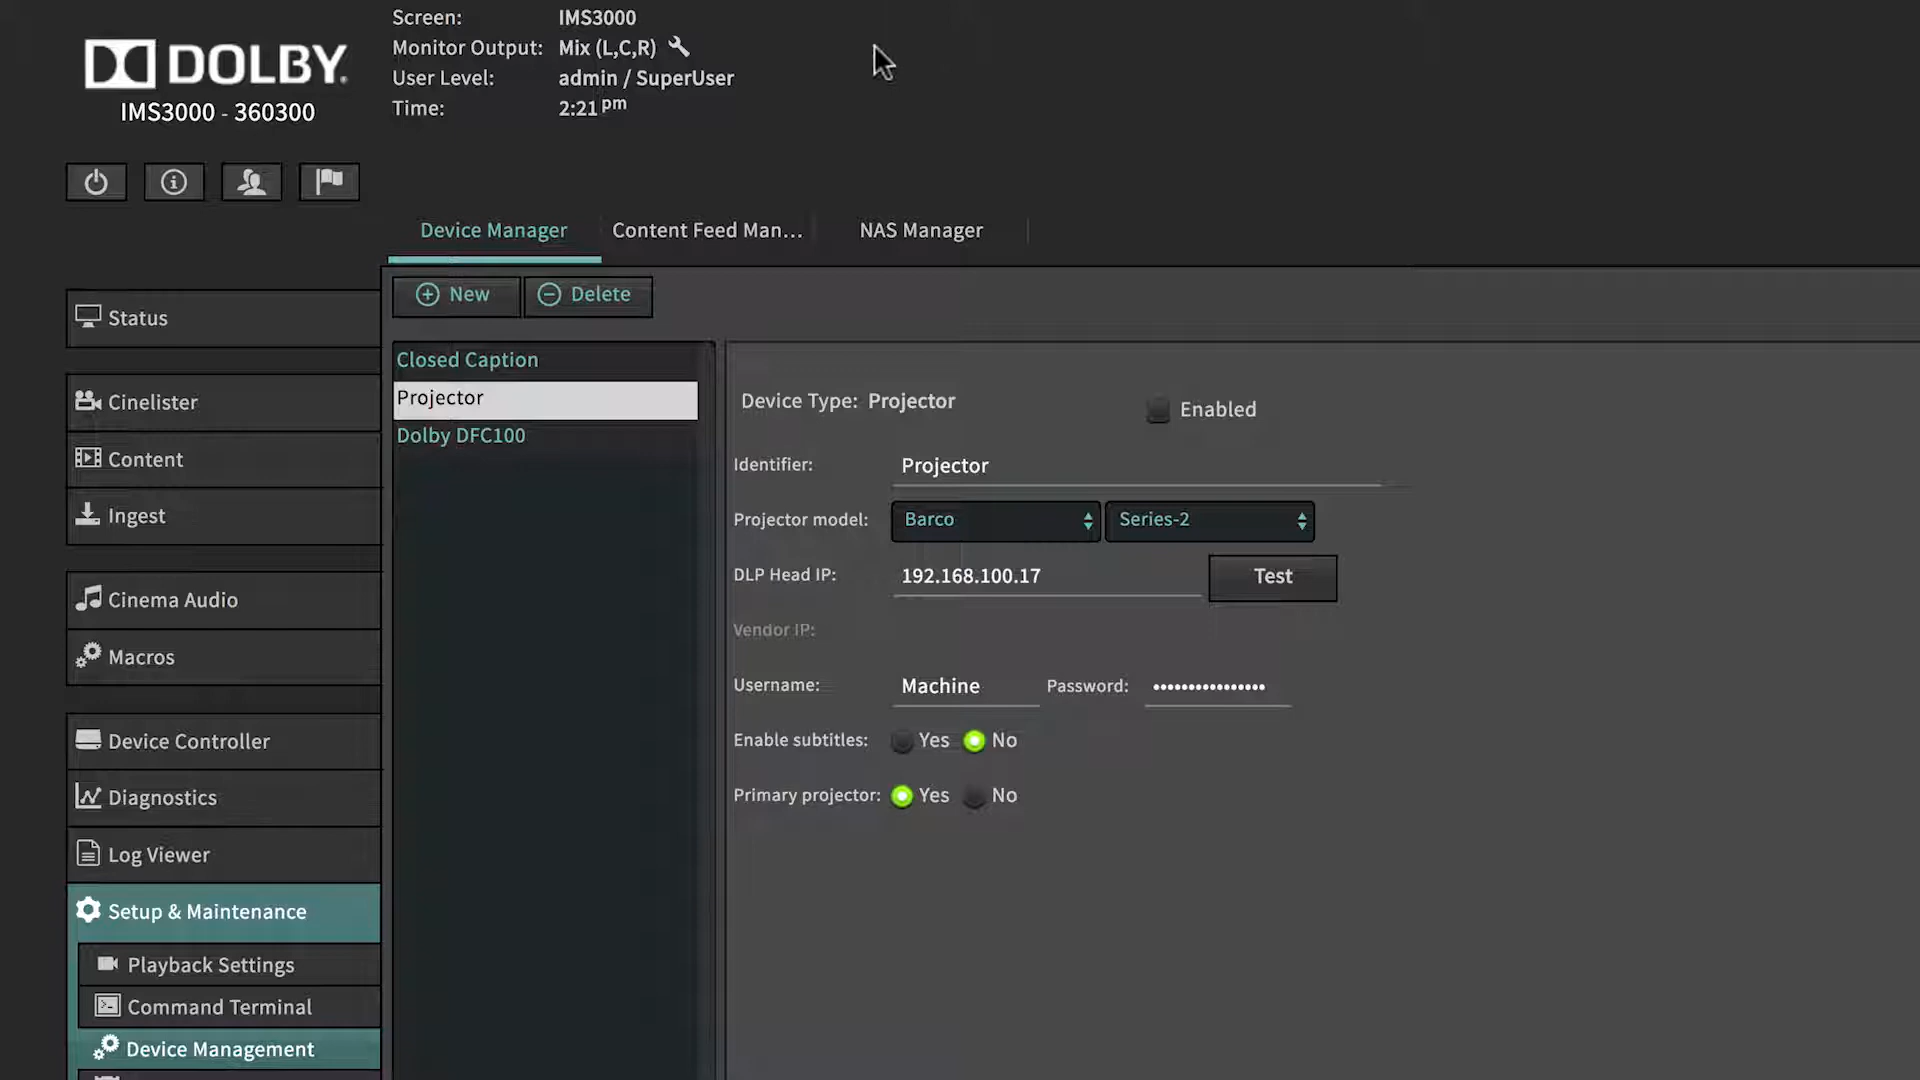 Screen: IMS3000
Monitor Output: Mix (L,C,R)
User Level: admin / SuperUser
Time: 2:21 pm
DOLBY
IMS3000 - 360300
Device Manager Content Feed Man... NAS Manager
New Delete
Status
Cinelister
Content
Ingest
Cinema Audio
Macros
Device Controller
Diagnostics
Log Viewer
Setup & Maintenance
Playback Settings
Command Terminal
Device Management
Closed Caption
Projector
Dolby DFC100
Device Type: Projector Enabled
Identifier: Projector
Projector model: Barco Series-2
DLP Head IP: 192.168.100.17 Test
Vendor IP:
Username: Machine Password: ••••••••••••••••
Enable subtitles: Yes No
Primary projector: Yes No